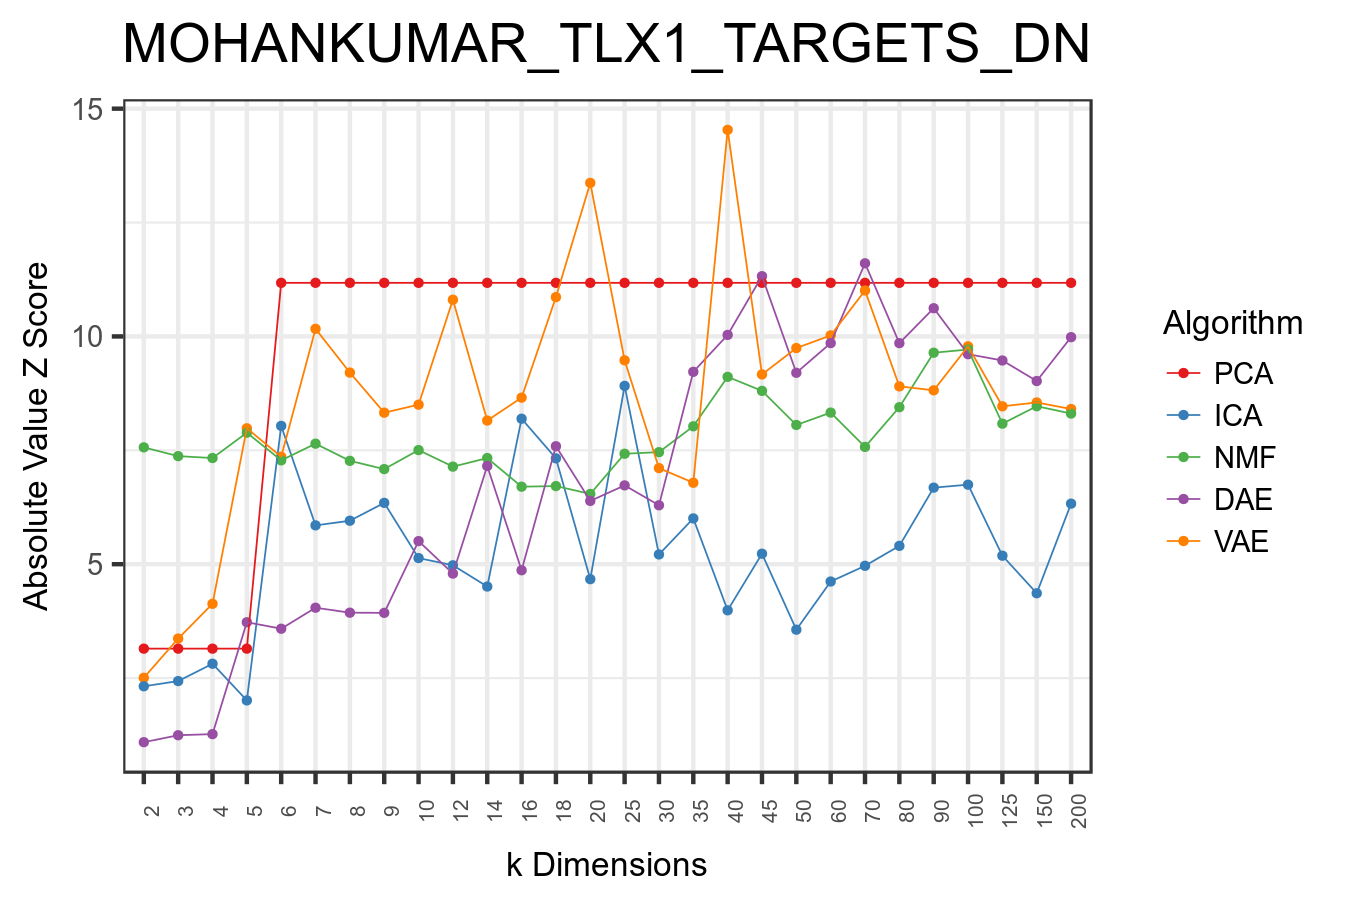 MOHANKUMAR_TLX1_TARGETS_DN
Absolute Value Z Score
15
10
5
2 3 4 5 6 7 8 9 10 12 14 16 18 20 25 30 35 40 45 50 60 70 80 90 100 125 150 200
k Dimensions
Algorithm
PCA
ICA
NMF
DAE
VAE